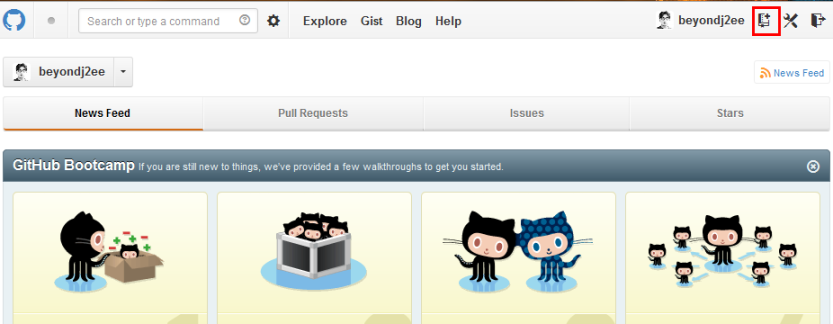 Search or type a command
Explore Gist Blog Help
beyondj2ee
beyondj2ee
News Feed
News Feed Pull Requests Issues Stars
GitHub Bootcamp If you are still new to things, we've provided a few walkthroughs to get you started.